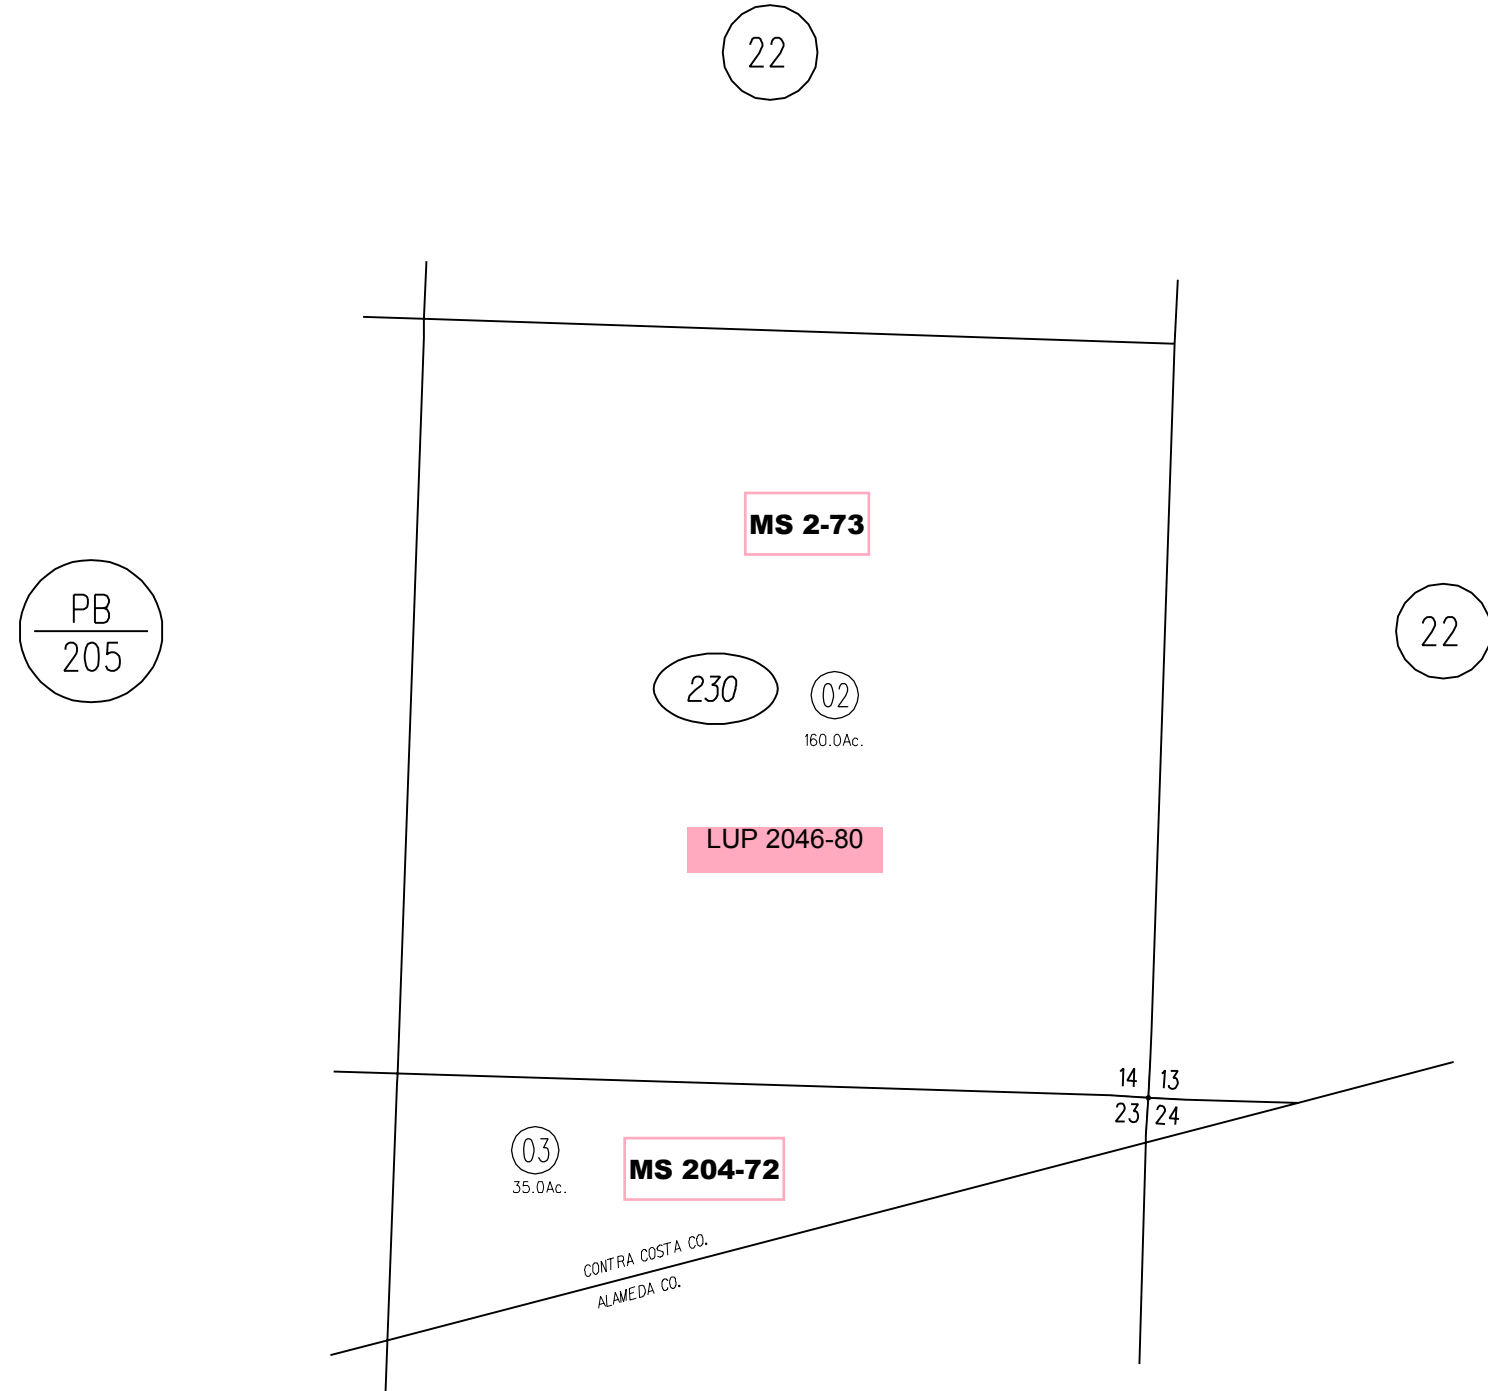 22
MS 2-73
PB
205
22
230
02
160.0Ac.
LUP 2046-80
14 13
23 24
03
35.0Ac.
MS 204-72
CONTRA COSTA CO.
ALAMEDA CO.